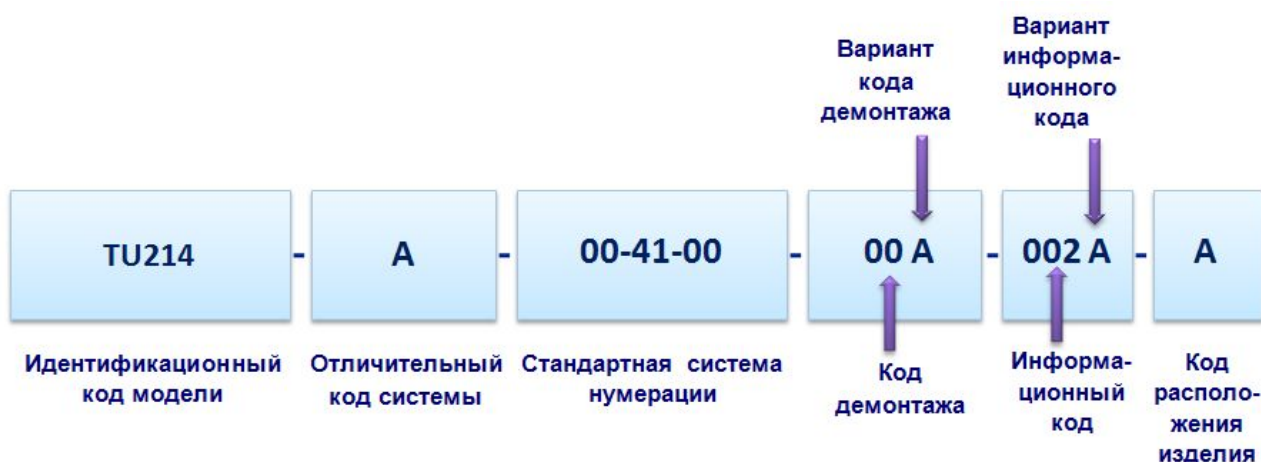 Вариант
кода
демонтажа
Вариант
информа-
ционного
кода
TU214 - A - 00-41-00 - 00 A - 002 A - A
Идентификационный
код модели
Отличительный
код системы
Стандартная система
нумерации
Код
демонтажа
Информа-
ционный
код
Код
располо-
жения
изделия